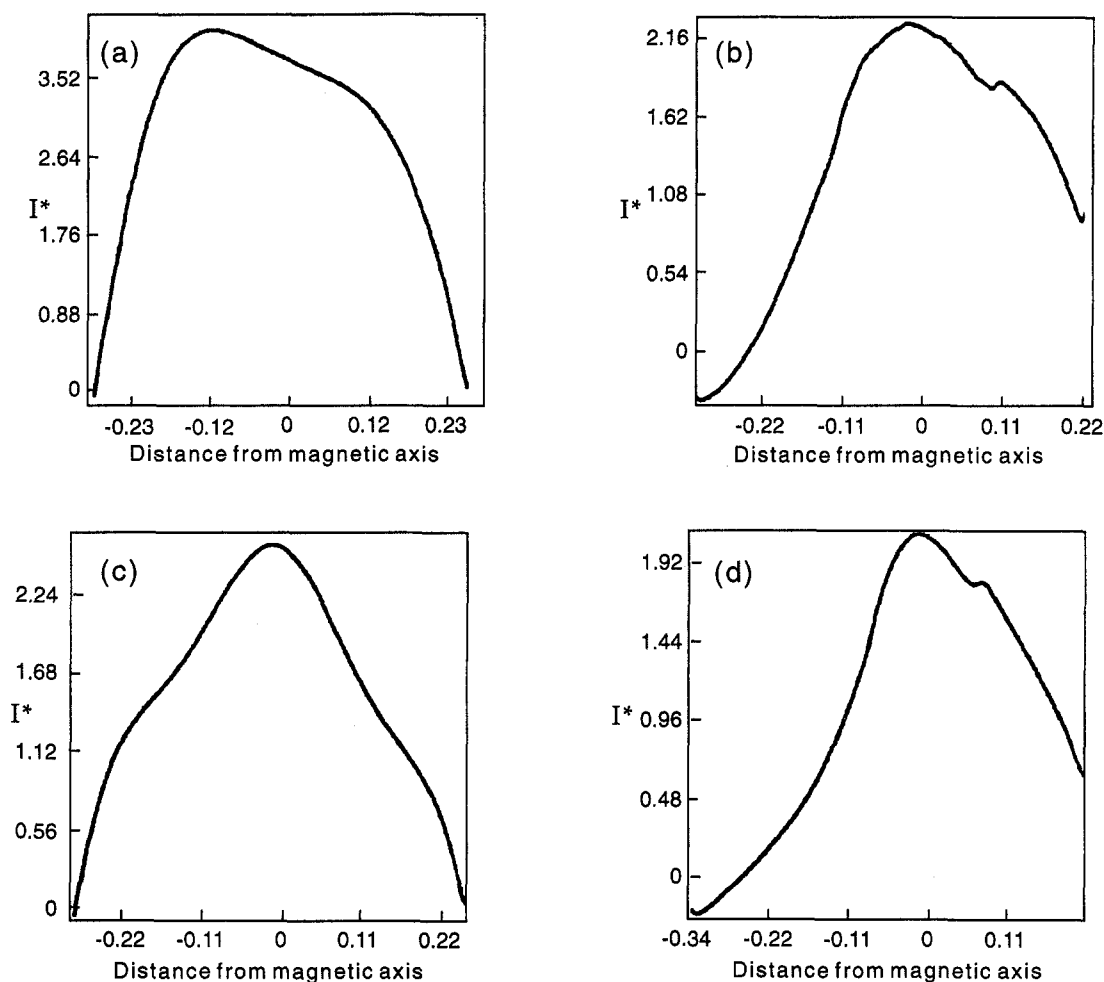 (a)
3.52
2.64
I*
1.76
0.88
0
-0.23 -0.12 0 0.12 0.23
Distance from magnetic axis
(b)
2.16
1.62
1.08
I*
0.54
0
-0.22 -0.11 0 0.11 0.22
Distance from magnetic axis
(c)
2.24
1.68
I*
1.12
0.56
0
-0.22 -0.11 0 0.11 0.22
Distance from magnetic axis
(d)
1.92
1.44
I*
0.96
0.48
0
-0.34 -0.22 -0.11 0 0.11
Distance from magnetic axis